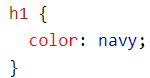 h1 {
  color: navy;
}